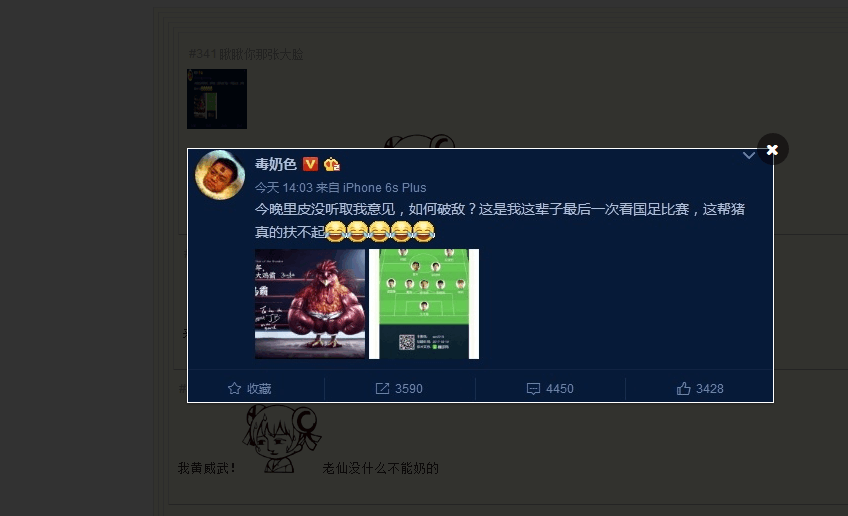 #341瞅瞅你那张大脸
毒奶色
今天 14:03 来自 iPhone 6s Plus
今晚里皮没听取我意见，如何破敌？这是我这辈子最后一次看国足比赛，这帮猪
真的扶不起
收藏
3590
4450
3428
我黄威武！
老仙没什么不能奶的